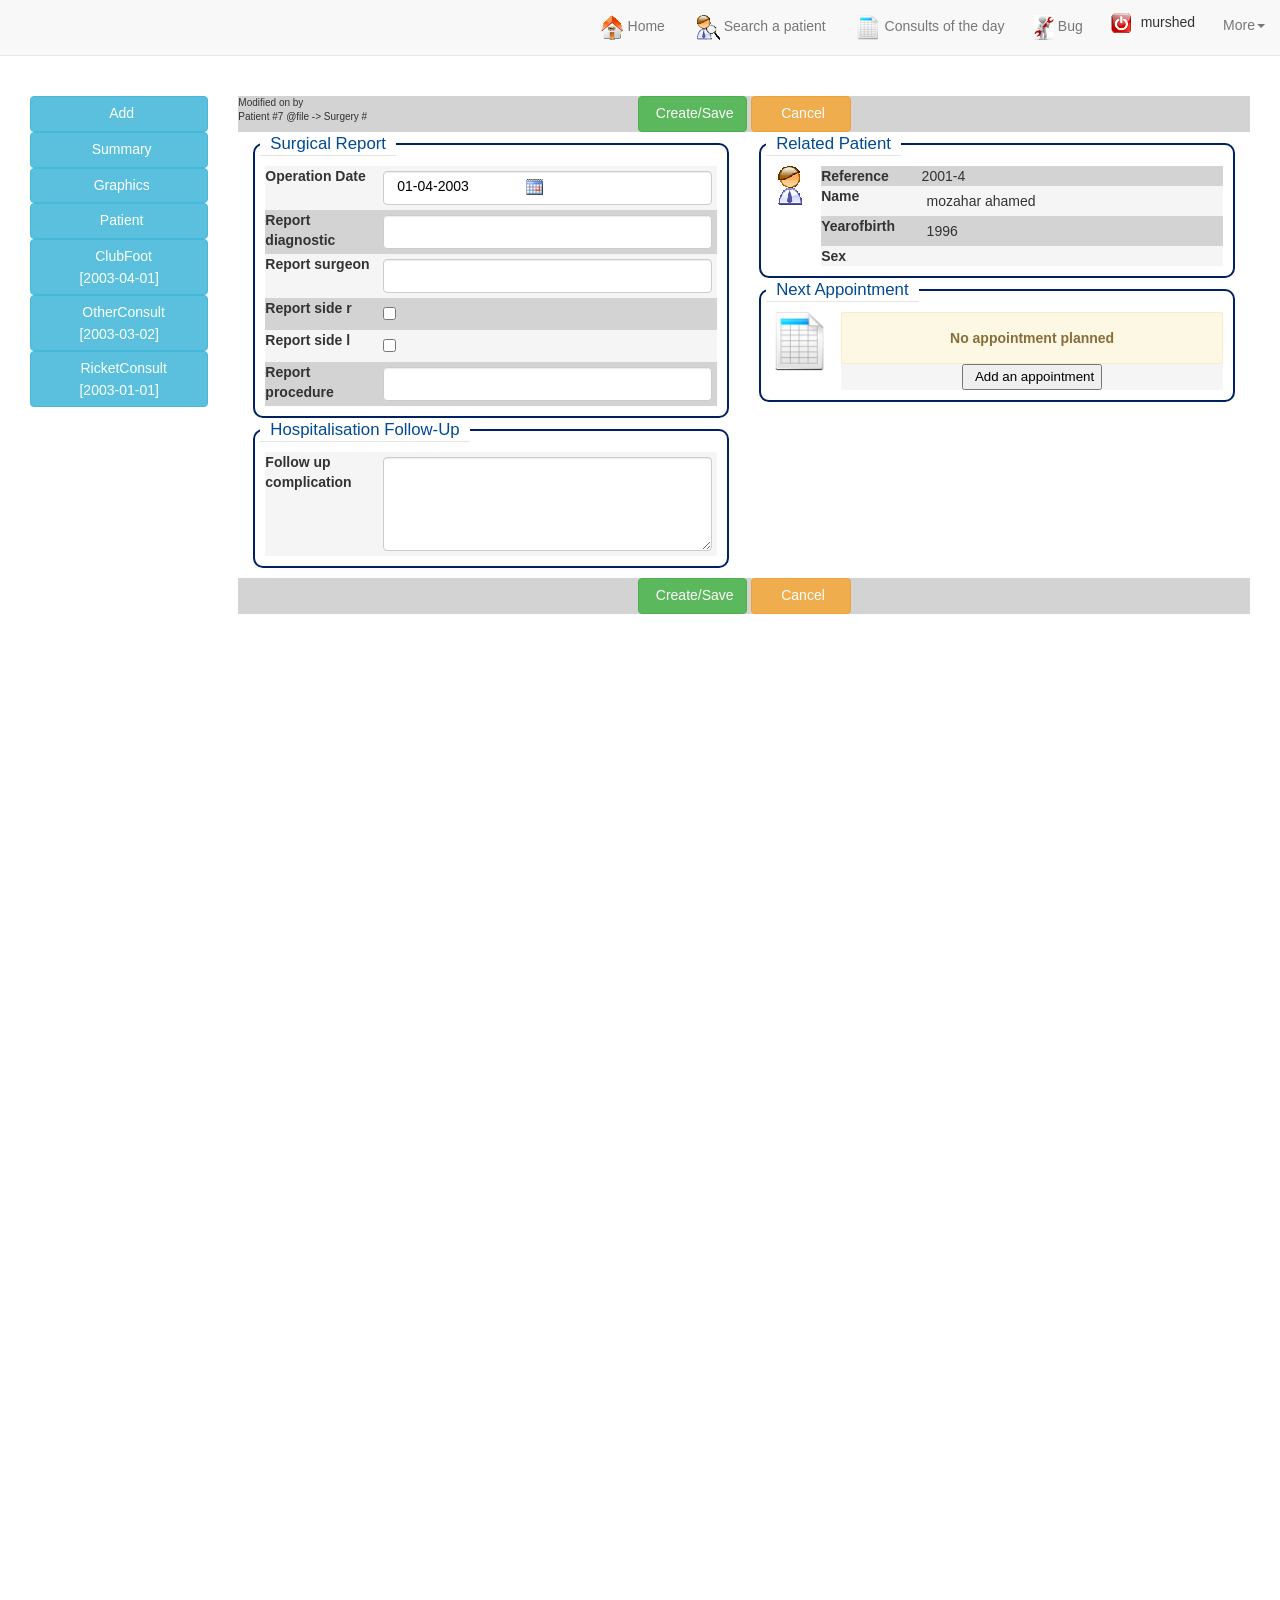 Home
Search a patient
Consults of the day
Bug
murshed
More
Add
Summary
Graphics
Patient
ClubFoot
[2003-04-01]
OtherConsult
[2003-03-02]
RicketConsult
[2003-01-01]
Modified on by
Patient #7 @file -> Surgery #
Create/Save
Cancel
Surgical Report
Operation Date
01-04-2003
Report
diagnostic
Report surgeon
Report side r
Report side l
Report
procedure
Hospitalisation Follow-Up
Follow up
complication
Related Patient
Reference 2001-4
Name mozahar ahamed
Yearofbirth 1996
Sex
Next Appointment
No appointment planned
Add an appointment
Create/Save
Cancel